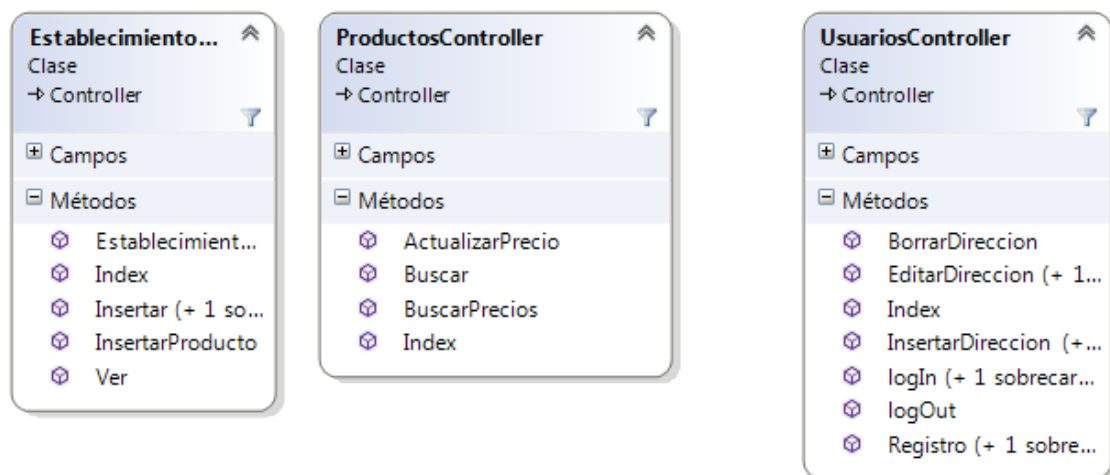 Establecimiento...
Clase
Controller
Campos
Métodos
Establecimient...
Index
Insertar (+ 1 so...
InsertarProducto
Ver
ProductosController
Clase
Controller
Campos
Métodos
ActualizarPrecio
Buscar
BuscarPrecios
Index
UsuariosController
Clase
Controller
Campos
Métodos
BorrarDireccion
EditarDireccion (+ 1...
Index
InsertarDireccion (+...
logIn (+ 1 sobrecar...
logOut
Registro (+ 1 sobre...